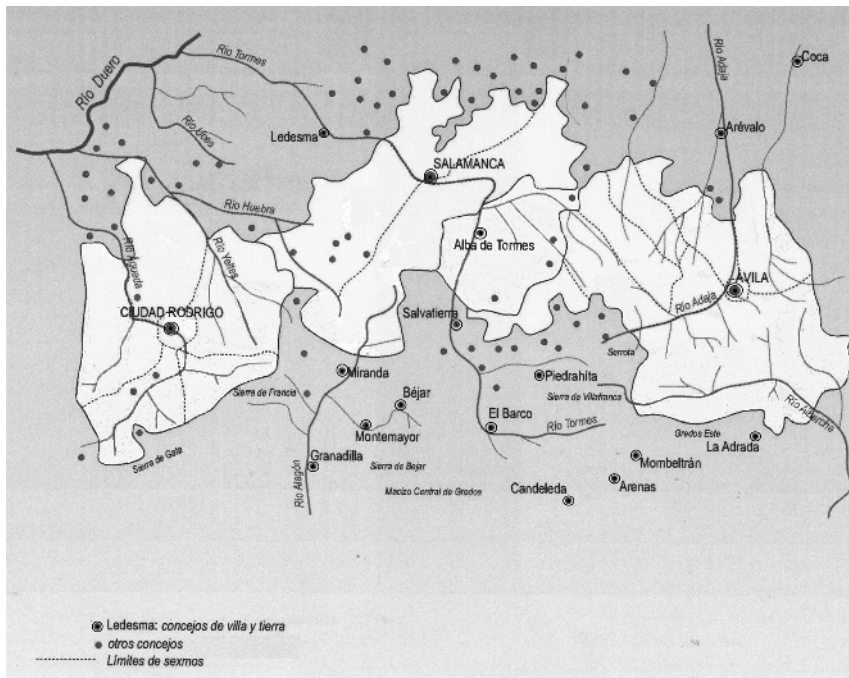 Río Tormes
Río Duero
Río Adaja
Coca
Río Uces
Ledesma
Arévalo
SALAMANCA
Río Huebra
Río Agueda
Río Yeltes
Alba de Tormes
ÁVILA
Río Adaja
CIUDAD RODRIGO
Salvatierra
Serrota
Miranda
Piedrahíta
Sierra de Francia
Béjar
Sierra de Villafranca
El Barco
Río Tormes
Río Alberche
Montemayor
Gredos Este
La Adrada
Sierra de Gata
Granadilla
Sierra de Bejar
Mombeltrán
Río Alagón
Macizo Central de Gredos
Candeleda
Arenas
Ledesma: concejos de villa y tierra
otros concejos
Límites de sexmos